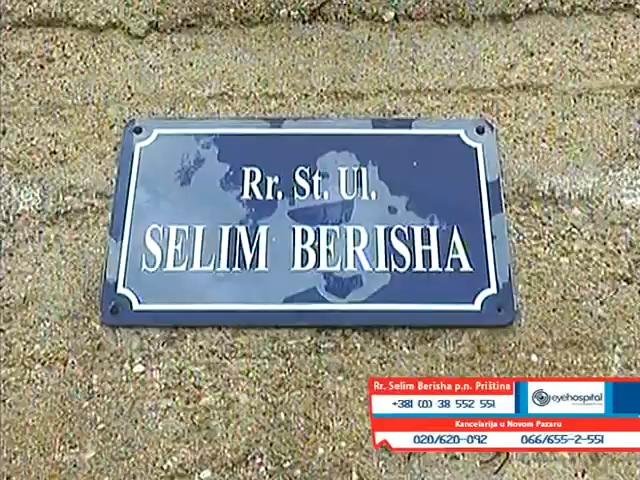 Rr. St. Ul.
SELIM BERISHA
Rr. Selim Berisha p.n. Priština
+381 (0) 38 552 551
eyehospital
Kancelarija u Novom Pazaru
020/620-092 066/655-2-551